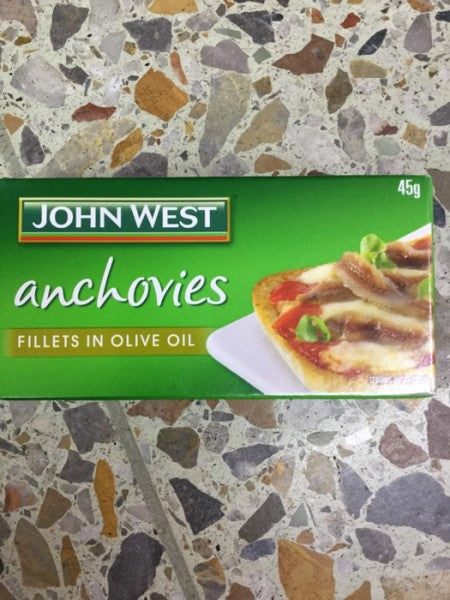 45g
JOHN WEST
anchovies
FILLETS IN OLIVE OIL